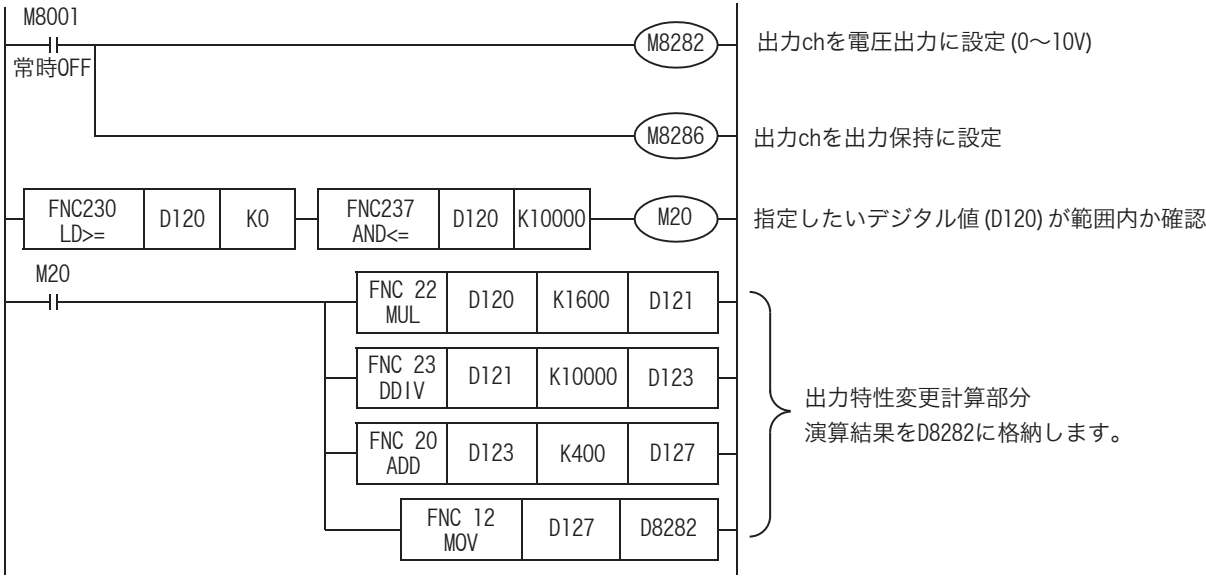 M8001
常時OFF
M8282
出力chを電圧出力に設定 (0～10V)
M8286
出力chを出力保持に設定
FNC230
LD>=
D120
K0
FNC237
AND<=
D120
K10000
M20
指定したいデジタル値 (D120) が範囲内か確認
M20
FNC 22
MUL
D120
K1600
D121
FNC 23
DDIV
D121
K10000
D123
FNC 20
ADD
D123
K400
D127
FNC 12
MOV
D127
D8282
出力特性変更計算部分
演算結果をD8282に格納します。